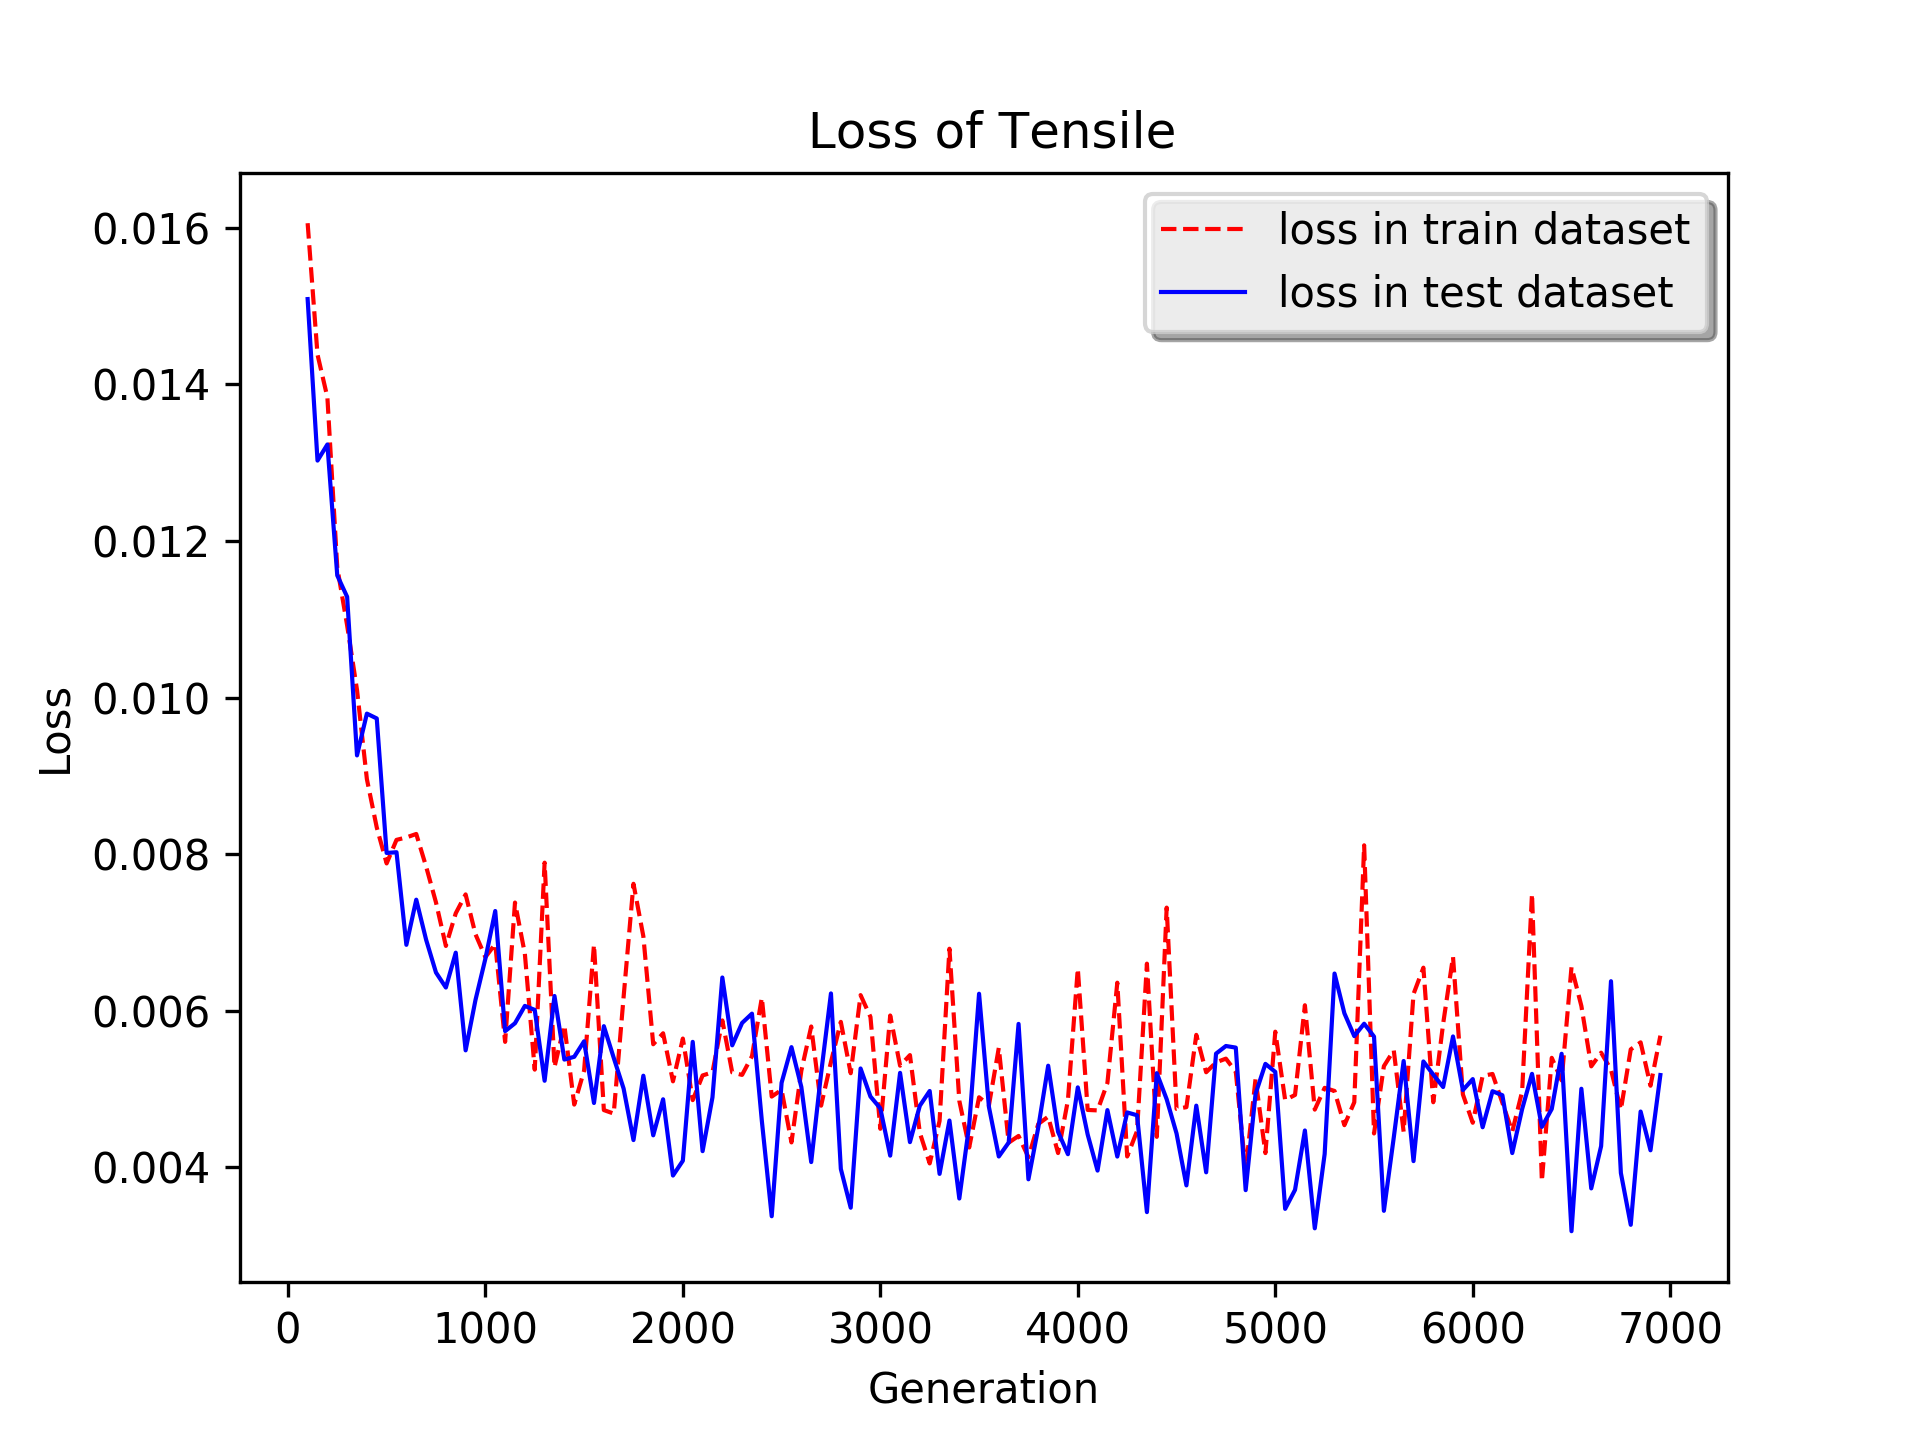 Loss of Tensile
loss in train dataset
loss in test dataset
0.016
0.014
0.012
0.010
0.008
0.006
0.004
Loss
0 1000 2000 3000 4000 5000 6000 7000
Generation